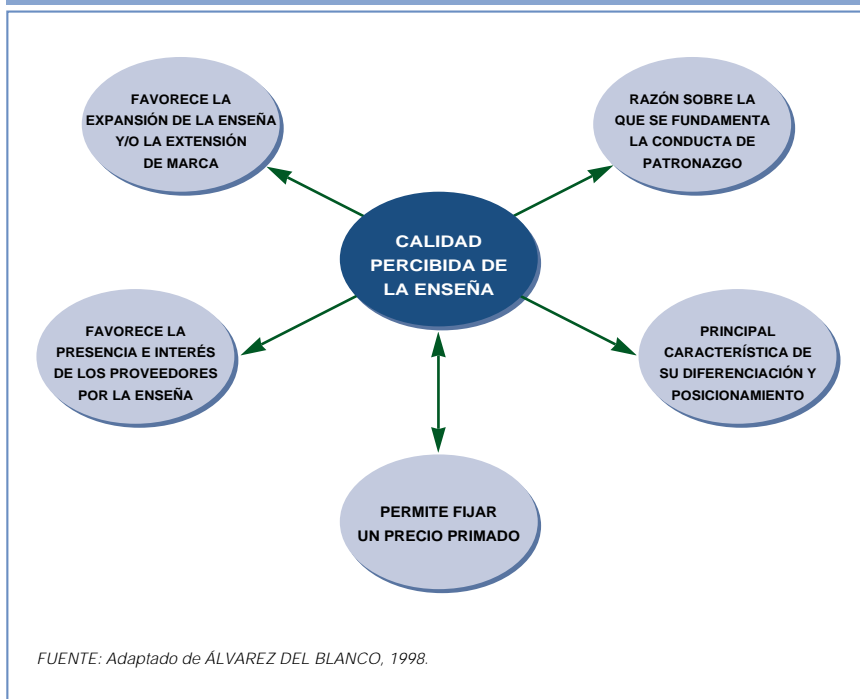 FAVORECE LA
EXPANSIÓN DE LA ENSEÑA
Y/O LA EXTENSIÓN
DE MARCA
RAZÓN SOBRE LA
QUE SE FUNDAMENTA
LA CONDUCTA DE
PATRONAZGO
CALIDAD
PERCIBIDA DE
LA ENSEÑA
FAVORECE LA
PRESENCIA E INTERÉS
DE LOS PROVEEDORES
POR LA ENSEÑA
PRINCIPAL
CARACTERÍSTICA DE
SU DIFERENCIACIÓN Y
POSICIONAMIENTO
PERMITE FIJAR
UN PRECIO PRIMADO
FUENTE: Adaptado de ÁLVAREZ DEL BLANCO, 1998.